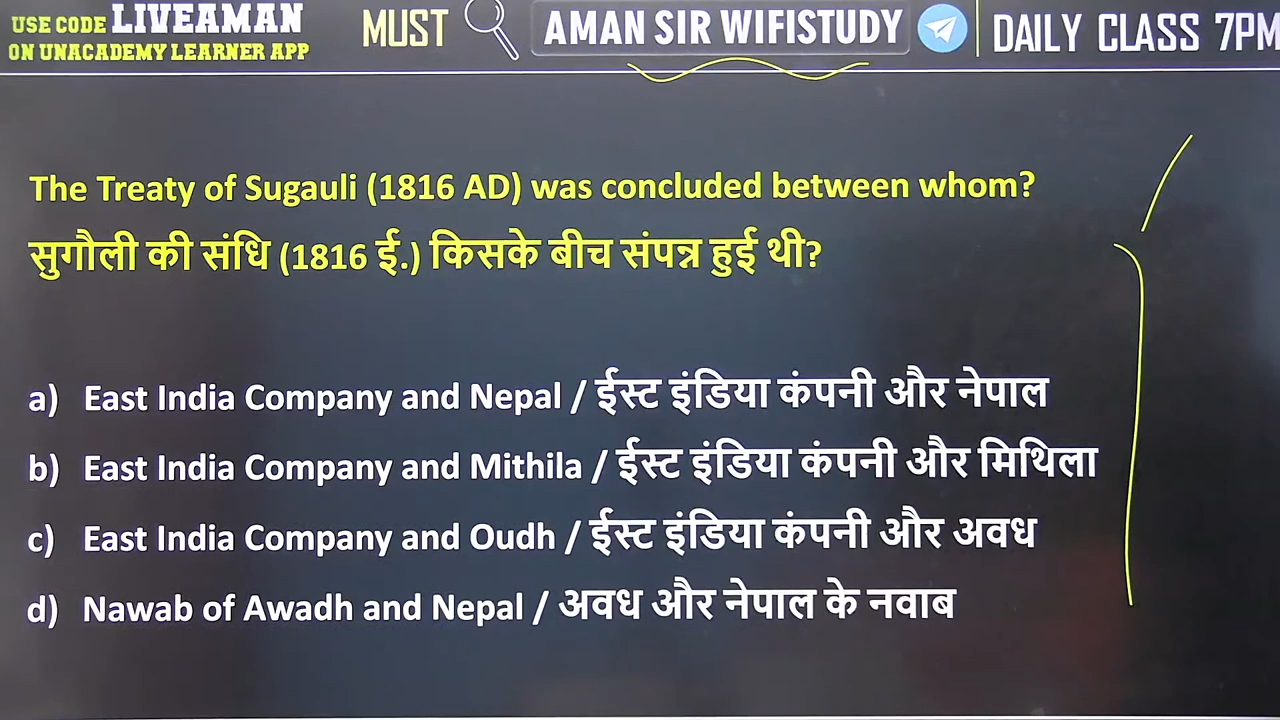 USE CODE LIVEAMAN
ON UNACADEMY LEARNER APP
MUST
AMAN SIR WIFISTUDY
DAILY CLASS 7PM
The Treaty of Sugauli (1816 AD) was concluded between whom?
सुगौली की संधि (1816 ई.) किसके बीच संपन्न हुई थी?
a) East India Company and Nepal / ईस्ट इंडिया कंपनी और नेपाल
b) East India Company and Mithila / ईस्ट इंडिया कंपनी और मिथिला
c) East India Company and Oudh / ईस्ट इंडिया कंपनी और अवध
d) Nawab of Awadh and Nepal / अवध और नेपाल के नवाब